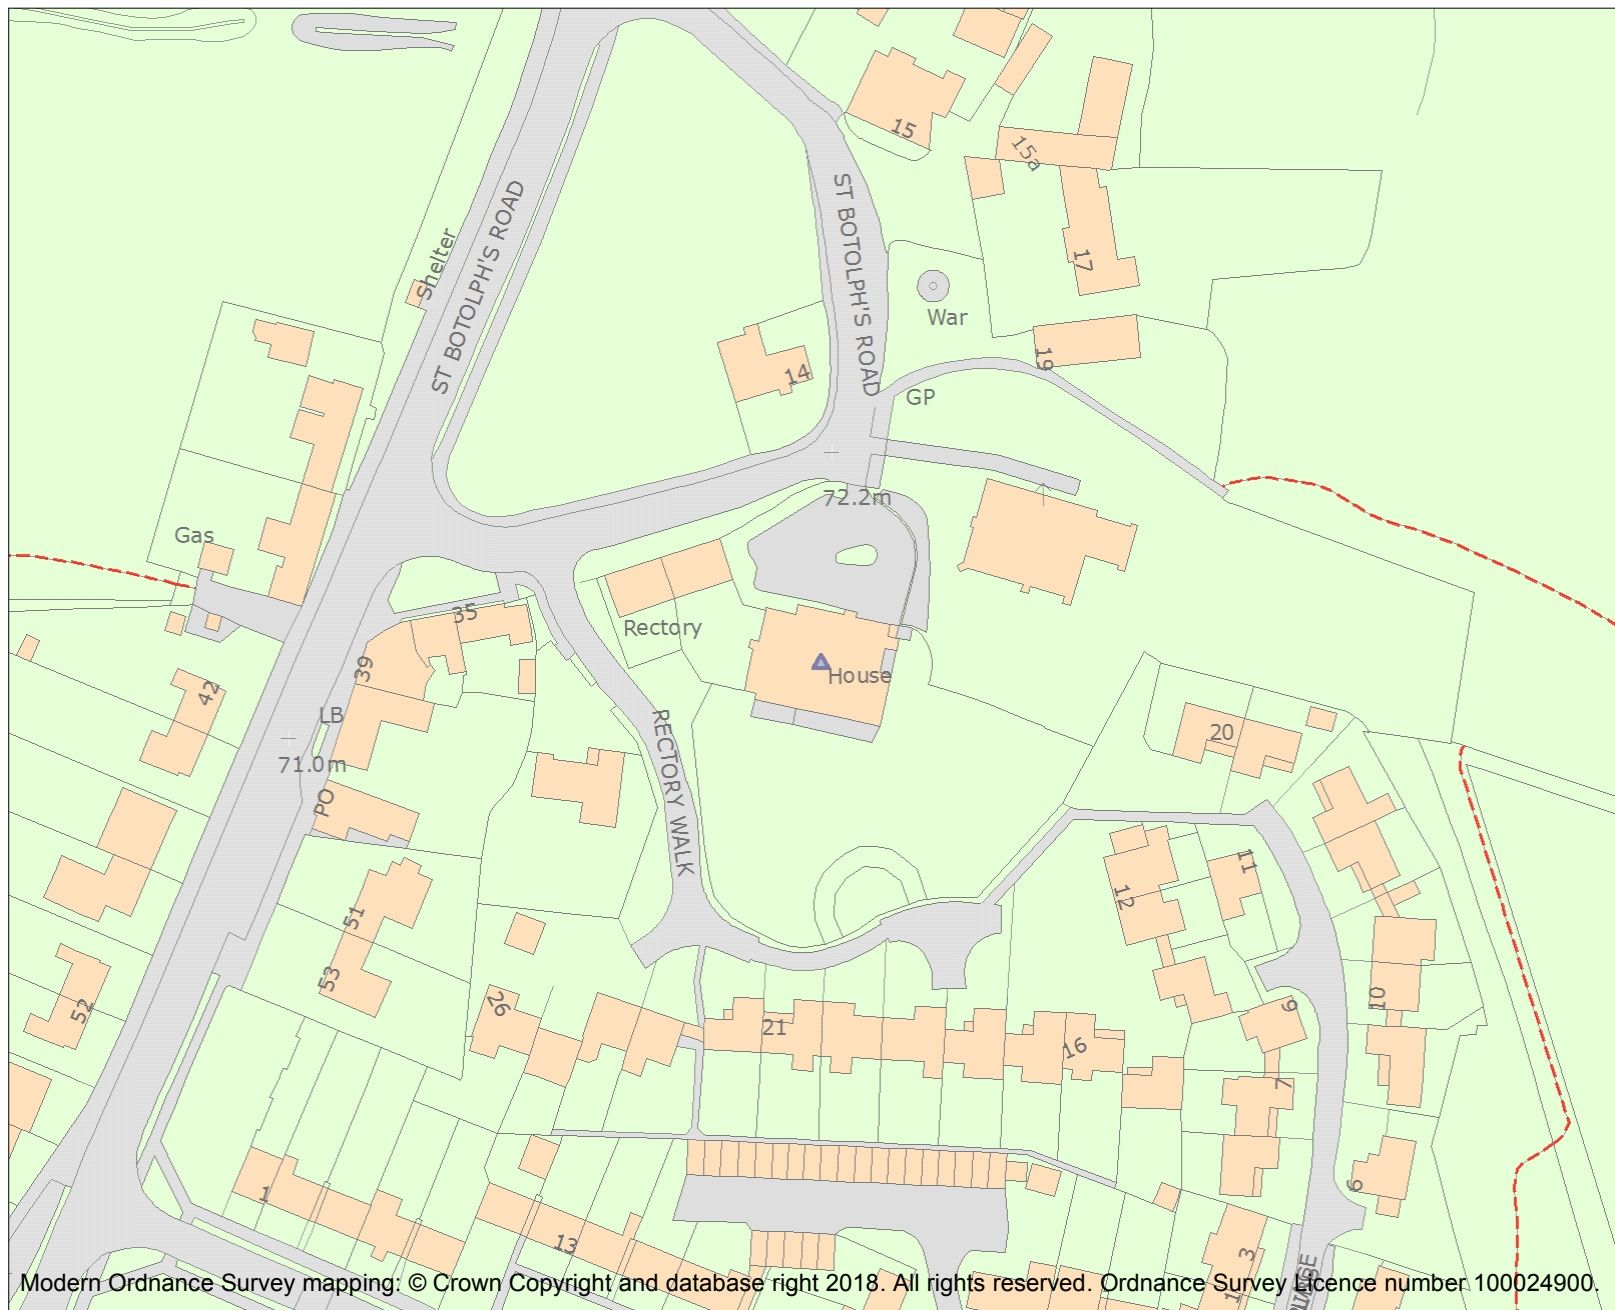 15
15a
ST BOTOLPH'S ROAD
ST BOTOLPH'S ROAD
Shelter
17
War
19
14
GP
72.2m
Gas
35
Rectory
House
39
42
LB
71.0m
RECTORY WALK
20
PO
11
12
51
53
52
26
21
16
10
9
7
6
1
13
3
Modern Ordnance Survey mapping: © Crown Copyright and database right 2018. All rights reserved. Ordnance Survey Licence number 100024900.